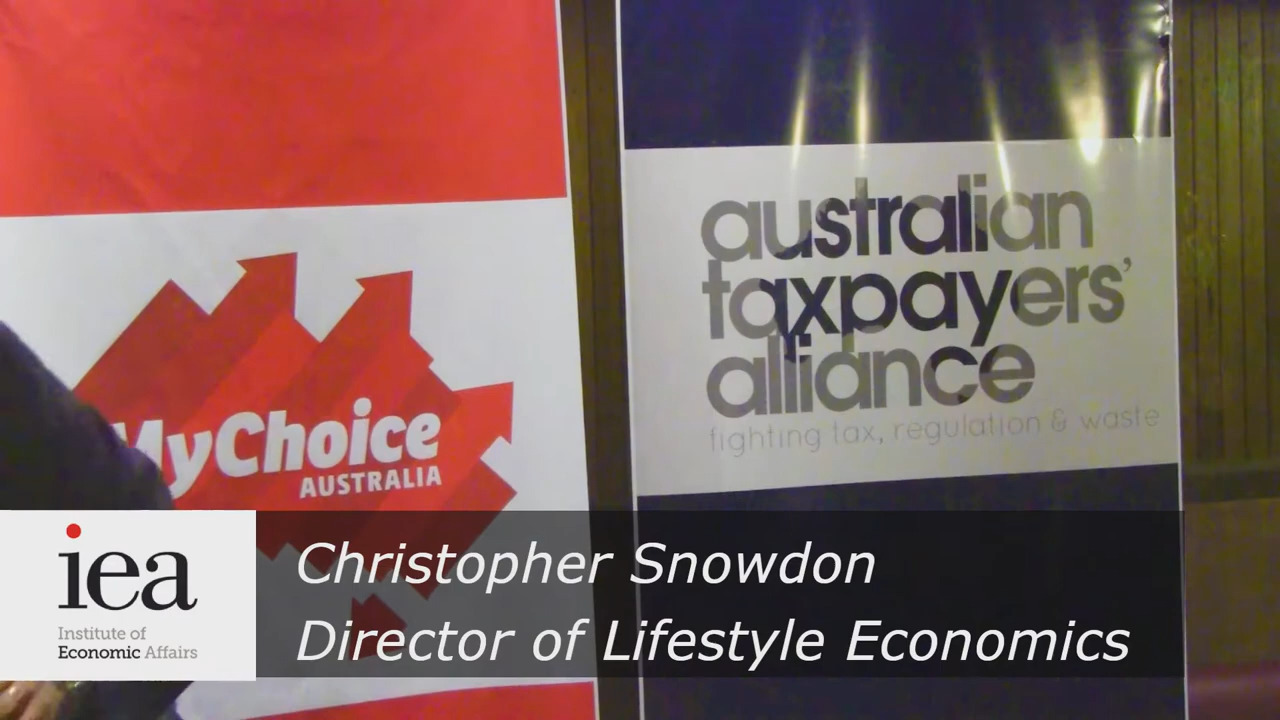 MyChoice
AUSTRALIA
australian
taxpayers'
alliance
fighting tax, regulation & waste
iea
Institute of
Economic Affairs
Christopher Snowdon
Director of Lifestyle Economics